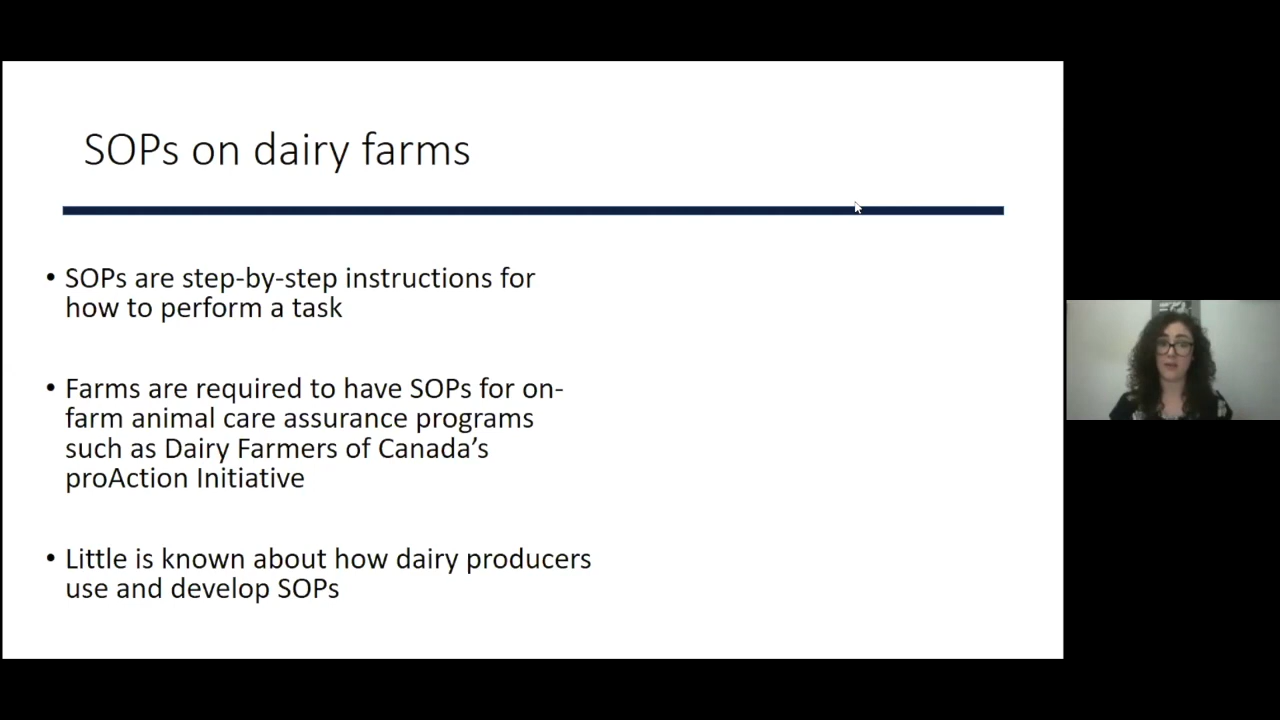 SOPs on dairy farms
• SOPs are step-by-step instructions for
how to perform a task
• Farms are required to have SOPs for on-
farm animal care assurance programs
such as Dairy Farmers of Canada’s
proAction Initiative
• Little is known about how dairy producers
use and develop SOPs